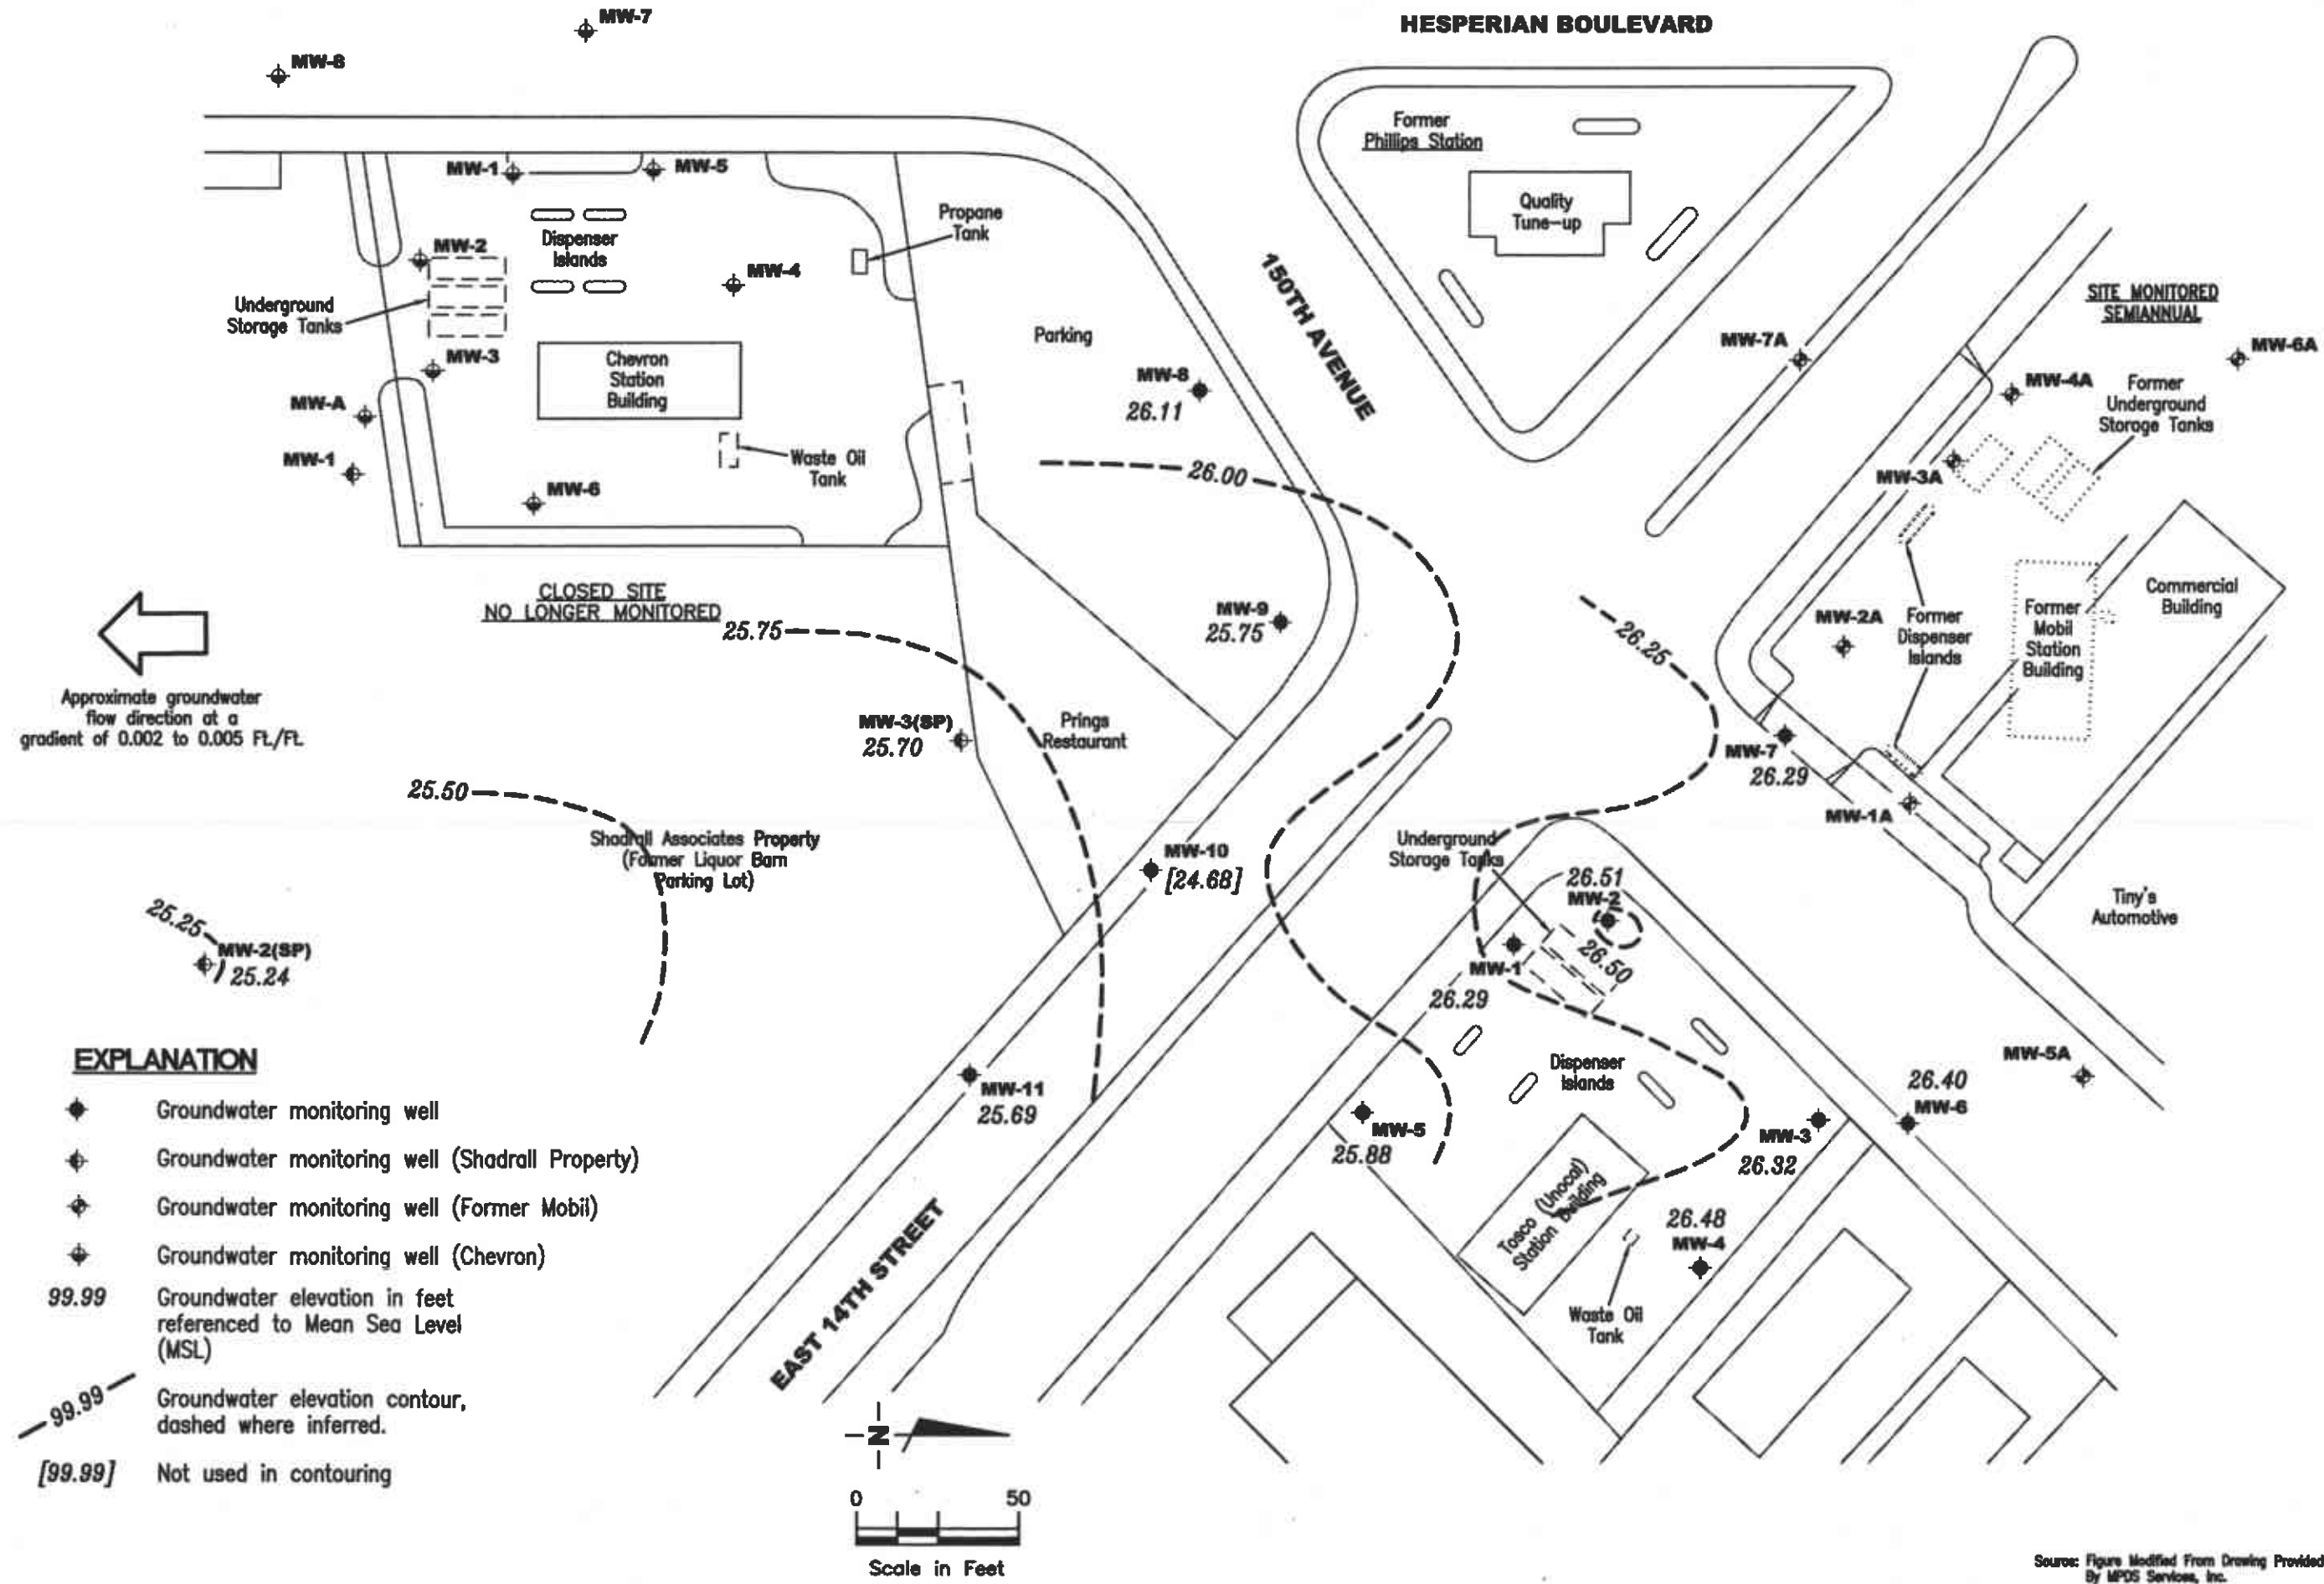 HESPERIAN BOULEVARD
MW-7
MW-8
MW-1
MW-5
MW-2
Dispenser
Islands
MW-4
Propane
Tank
Underground
Storage Tanks
MW-3
Chevron
Station
Building
MW-A
MW-1
MW-6
Waste Oil
Tank
Parking
MW-8
26.11
150TH AVENUE
Former
Phillips Station
Quality
Tune-up
MW-7A
SITE MONITORED
SEMIANNUAL
MW-6A
MW-4A
Former
Underground
Storage Tanks
MW-3A
26.00
CLOSED SITE
NO LONGER MONITORED
25.75
MW-9
25.75
26.25
MW-2A
Former
Dispenser
Islands
Former
Mobil
Station
Building
Commercial
Building
Approximate groundwater
flow direction at a
gradient of 0.002 to 0.005 Ft./Ft.
MW-3(SP)
25.70
Prings
Restaurant
MW-7
26.29
MW-1A
25.50
Shadrall Associates Property
(Former Liquor Barn
Parking Lot)
MW-10
[24.68]
Underground
Storage Tanks
26.51
MW-2
26.50
MW-1
26.29
Tiny's
Automotive
25.25
MW-2(SP)
25.24
MW-11
25.69
Dispenser
Islands
MW-5
25.88
MW-3
26.32
26.40
MW-6
MW-5A
Tosco (Unocal)
Station Building
26.48
MW-4
Waste Oil
Tank
EAST 14TH STREET
EXPLANATION
Groundwater monitoring well
Groundwater monitoring well (Shadrall Property)
Groundwater monitoring well (Former Mobil)
Groundwater monitoring well (Chevron)
99.99 Groundwater elevation in feet
referenced to Mean Sea Level
(MSL)
99.99 Groundwater elevation contour,
dashed where inferred.
[99.99] Not used in contouring
N
0 50
Scale in Feet
Source: Figure Modified From Drawing Provided
By MPDS Services, Inc.